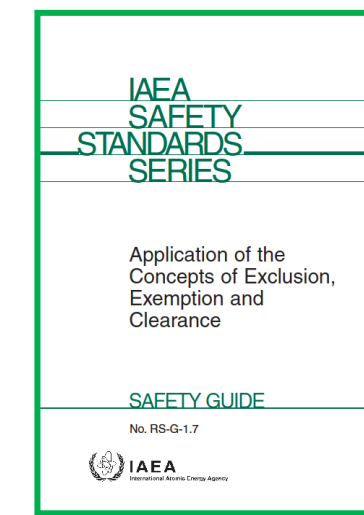 IAEA
SAFETY
STANDARDS
SERIES
Application of the
Concepts of Exclusion,
Exemption and
Clearance
SAFETY GUIDE
No. RS-G-1.7
IAEA
International Atomic Energy Agency